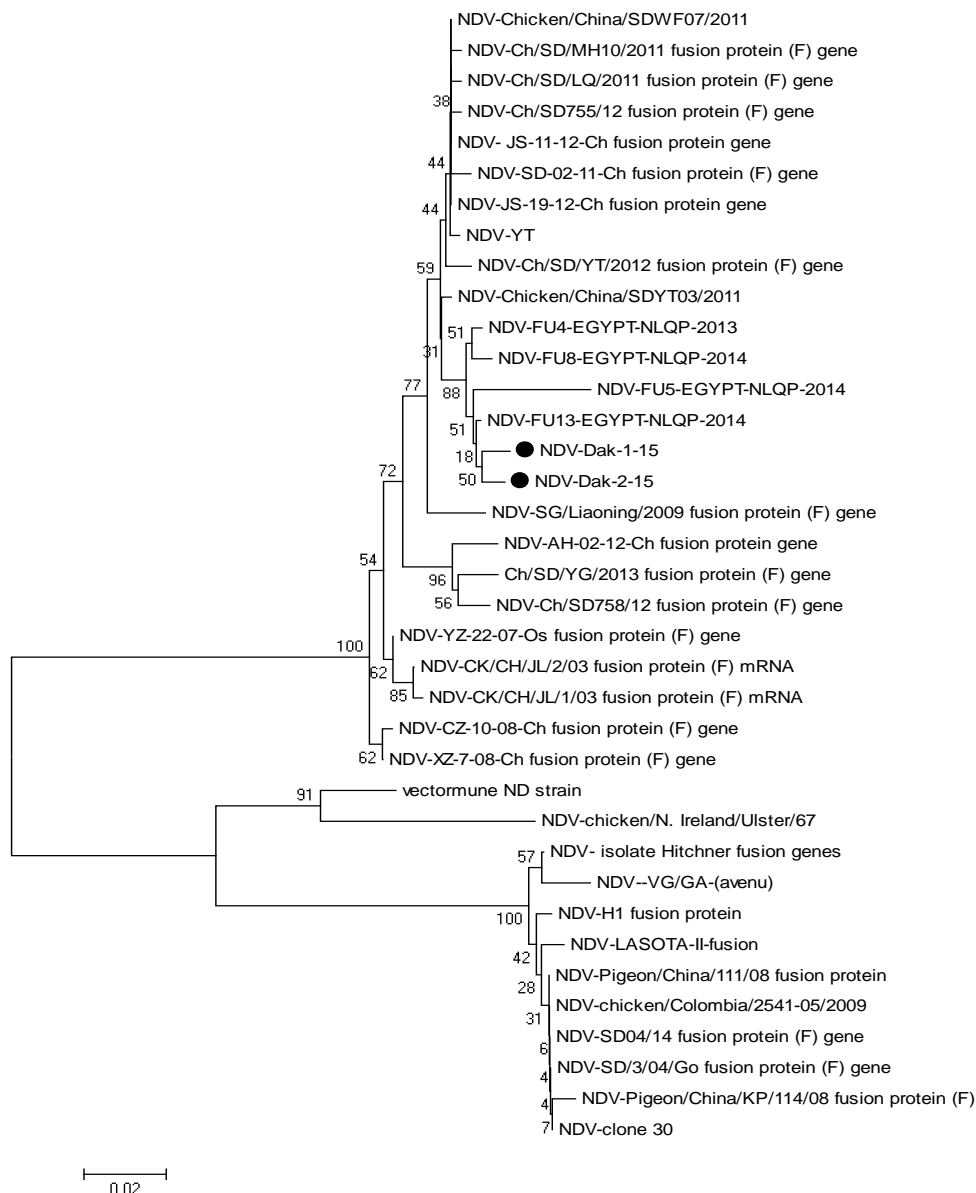 NDV-Chicken/China/SDWF07/2011
NDV-Ch/SD/MH10/2011 fusion protein (F) gene
NDV-Ch/SD/LQ/2011 fusion protein (F) gene
38
NDV-Ch/SD755/12 fusion protein (F) gene
NDV- JS-11-12-Ch fusion protein gene
44
NDV-SD-02-11-Ch fusion protein (F) gene
NDV-JS-19-12-Ch fusion protein gene
44
NDV-YT
NDV-Ch/SD/YT/2012 fusion protein (F) gene
59
NDV-Chicken/China/SDYT03/2011
NDV-FU4-EGYPT-NLQP-2013
51
31
NDV-FU8-EGYPT-NLQP-2014
77
88
NDV-FU5-EGYPT-NLQP-2014
NDV-FU13-EGYPT-NLQP-2014
51
NDV-Dak-1-15
18
72
50
NDV-Dak-2-15
NDV-SG/Liaoning/2009 fusion protein (F) gene
NDV-AH-02-12-Ch fusion protein gene
54
96
Ch/SD/YG/2013 fusion protein (F) gene
56
NDV-Ch/SD758/12 fusion protein (F) gene
100
NDV-YZ-22-07-Os fusion protein (F) gene
62
NDV-CK/CH/JL/2/03 fusion protein (F) mRNA
85
NDV-CK/CH/JL/1/03 fusion protein (F) mRNA
NDV-CZ-10-08-Ch fusion protein (F) gene
62
NDV-XZ-7-08-Ch fusion protein (F) gene
91
vectormune ND strain
NDV-chicken/N. Ireland/Ulster/67
57
NDV- isolate Hitchner fusion genes
NDV--VG/GA-(avenu)
100
NDV-H1 fusion protein
42
NDV-LASOTA-II-fusion
28
NDV-Pigeon/China/111/08 fusion protein
31
NDV-chicken/Colombia/2541-05/2009
NDV-SD04/14 fusion protein (F) gene
6
NDV-SD/3/04/Go fusion protein (F) gene
4
NDV-Pigeon/China/KP/114/08 fusion protein (F)
4
7
NDV-clone 30
0.02